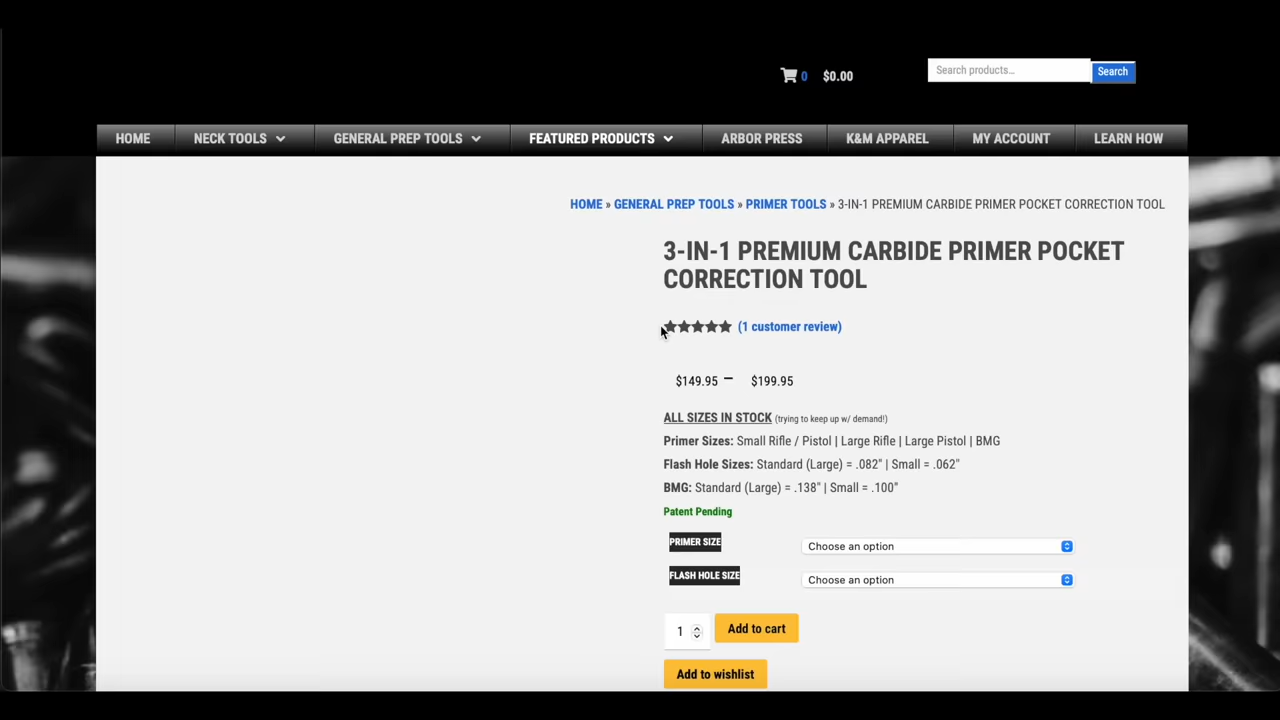 0 $0.00
Search products...
Search
HOME
NECK TOOLS
GENERAL PREP TOOLS
FEATURED PRODUCTS
ARBOR PRESS
K&M APPAREL
MY ACCOUNT
LEARN HOW
HOME » GENERAL PREP TOOLS » PRIMER TOOLS » 3-IN-1 PREMIUM CARBIDE PRIMER POCKET CORRECTION TOOL
3-IN-1 PREMIUM CARBIDE PRIMER POCKET
CORRECTION TOOL
(1 customer review)
$149.95 – $199.95
ALL SIZES IN STOCK (trying to keep up w/ demand!)
Primer Sizes: Small Rifle / Pistol | Large Rifle | Large Pistol | BMG
Flash Hole Sizes: Standard (Large) = .082" | Small = .062"
BMG: Standard (Large) = .138" | Small = .100"
Patent Pending
PRIMER SIZE
Choose an option
FLASH HOLE SIZE
Choose an option
1
Add to cart
Add to wishlist